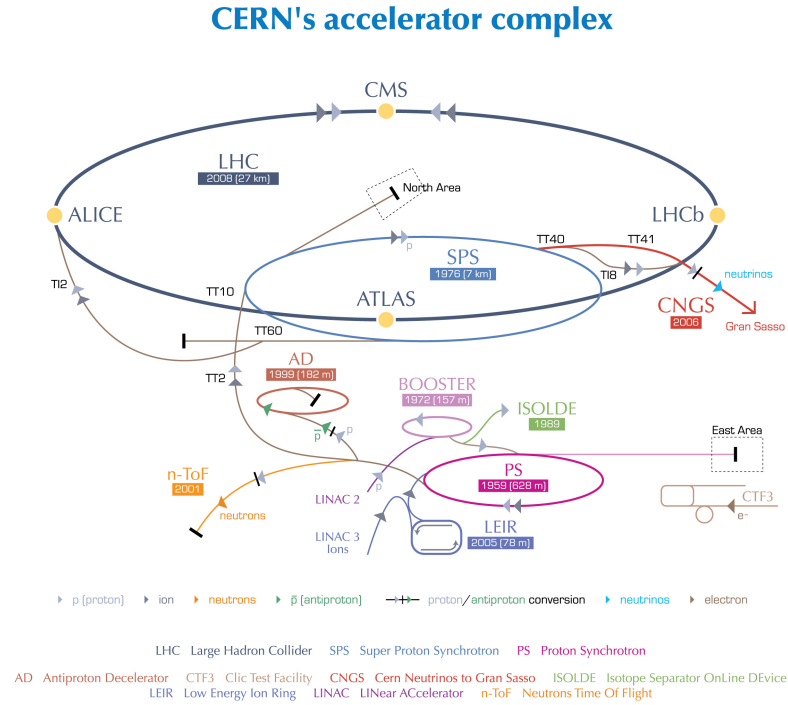 CERN's accelerator complex
CMS
LHC
2008 (27 km)
North Area
ALICE
LHCb
TT40
TT41
p
SPS
1976 (7 km)
TI8
neutrinos
TI2
TT10
ATLAS
CNGS
2006
Gran Sasso
TT60
AD
1999 (182 m)
TT2
BOOSTER
1972 (157 m)
ISOLDE
1989
p̅
p
East Area
n-ToF
2001
PS
1959 (628 m)
p
LINAC 2
CTF3
neutrons
e-
LEIR
2005 (78 m)
LINAC 3
Ions
p (proton) ion neutrons p̅ (antiproton) proton/antiproton conversion neutrinos electron
LHC Large Hadron Collider SPS Super Proton Synchrotron PS Proton Synchrotron
AD Antiproton Decelerator CTF3 Clic Test Facility CNGS Cern Neutrinos to Gran Sasso ISOLDE Isotope Separator OnLine DEvice
LEIR Low Energy Ion Ring LINAC LINear ACcelerator n-ToF Neutrons Time Of Flight